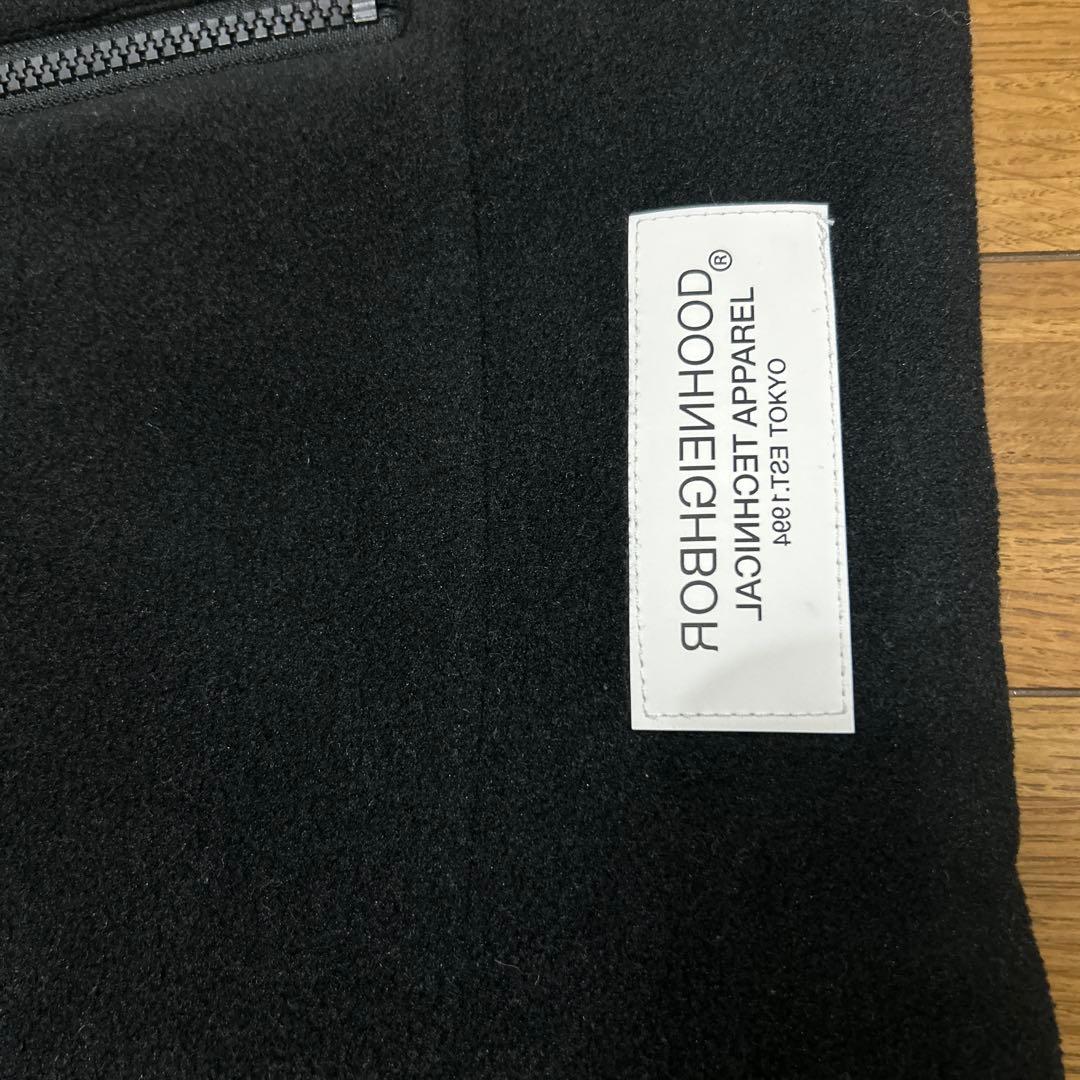 NEIGHBORHOOD®
TECHNICAL APPAREL
EST.1994 TOKYO